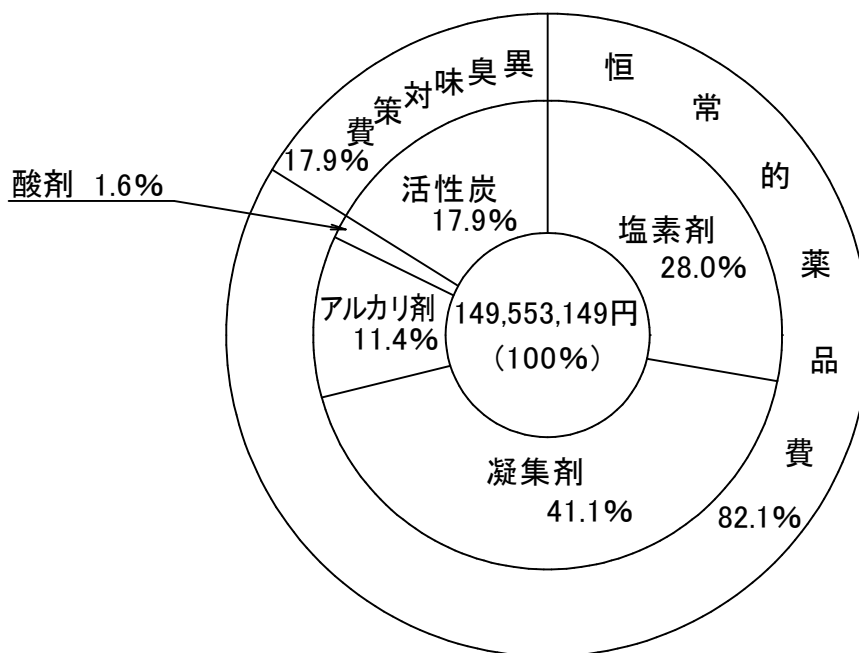 異臭味対策費
17.9%
恒常的薬品費
82.1%
酸剤 1.6%
活性炭
17.9%
塩素剤
28.0%
アルカリ剤
11.4%
149,553,149円
(100%)
凝集剤
41.1%